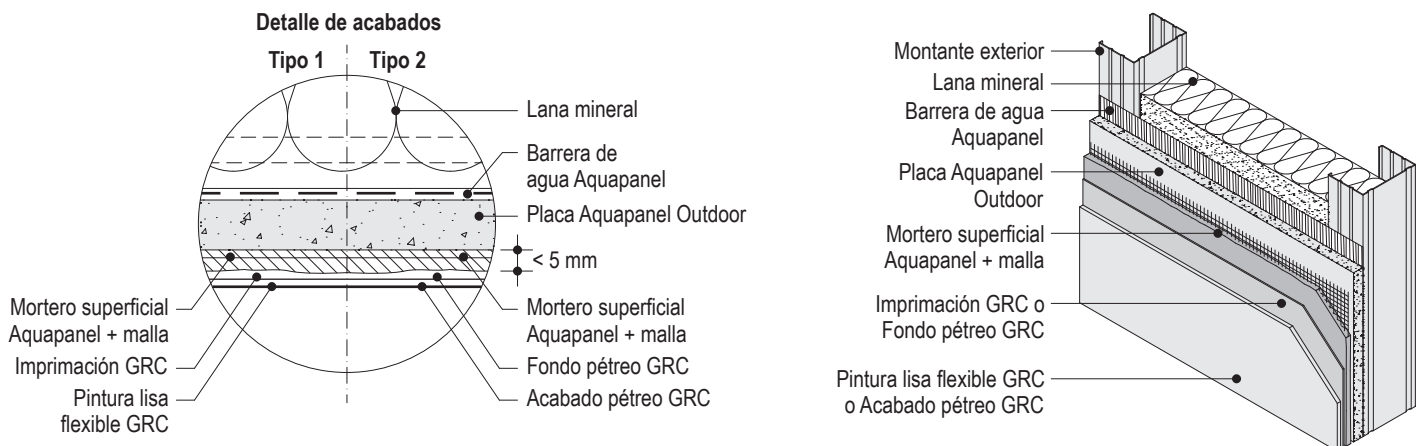 Detalle de acabados
Tipo 1
Tipo 2
Lana mineral
Barrera de
agua Aquapanel
Placa Aquapanel Outdoor
< 5 mm
Mortero superficial
Aquapanel + malla
Imprimación GRC
Pintura lisa
flexible GRC
Mortero superficial
Aquapanel + malla
Fondo pétreo GRC
Acabado pétreo GRC
Montante exterior
Lana mineral
Barrera de agua
Aquapanel
Placa Aquapanel
Outdoor
Mortero superficial
Aquapanel + malla
Imprimación GRC o
Fondo pétreo GRC
Pintura lisa flexible GRC
o Acabado pétreo GRC